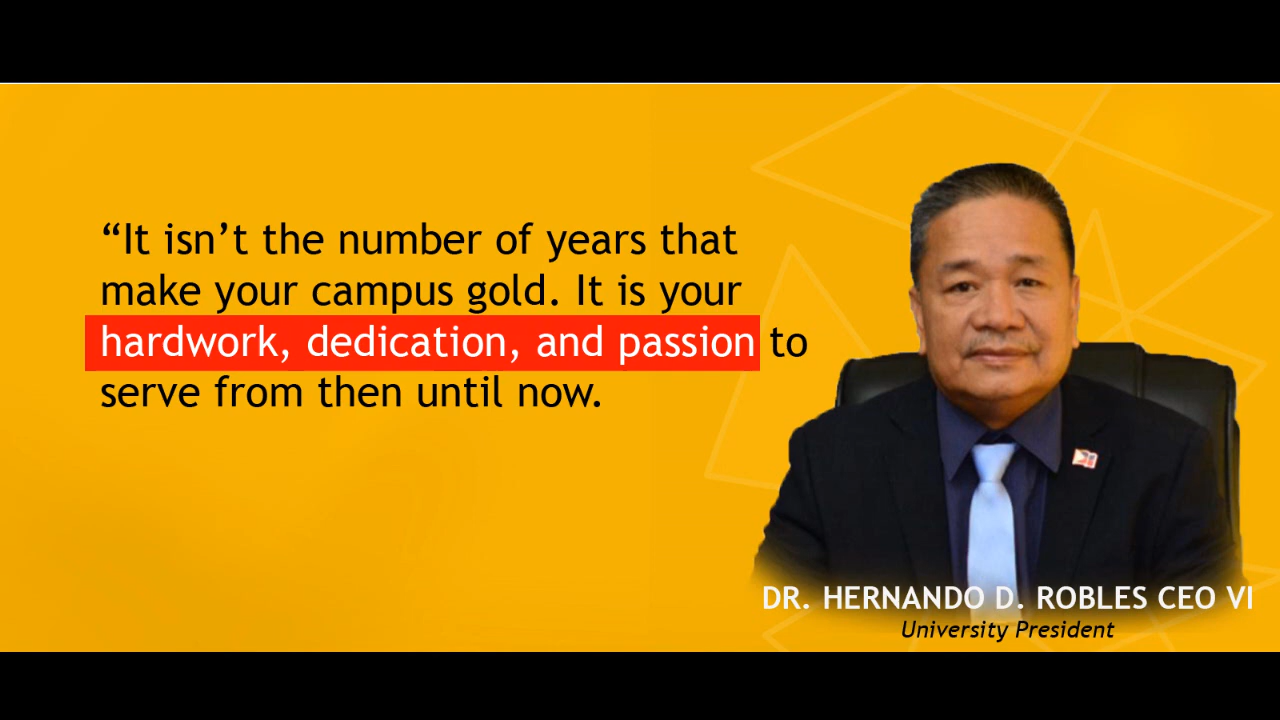 “It isn’t the number of years that
make your campus gold. It is your
hardwork, dedication, and passion to
serve from then until now.
DR. HERNANDO D. ROBLES CEO VI
University President